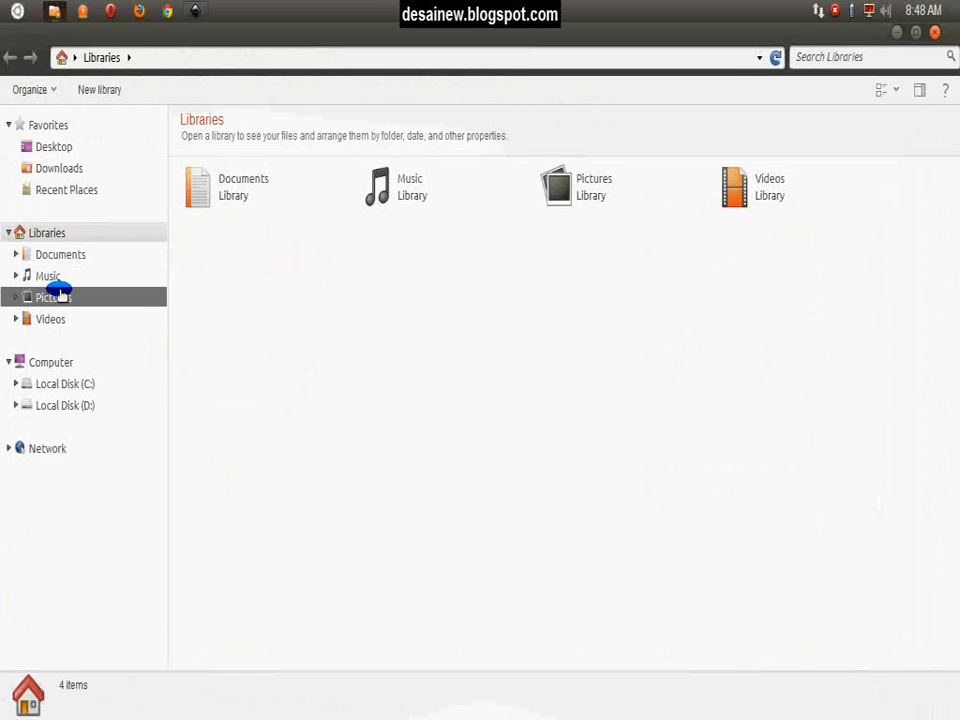 desainew.blogspot.com
8:48 AM
Libraries
Search Libraries
Organize
New library
?
Favorites
Desktop
Downloads
Recent Places
Libraries
Documents
Music
Videos
Computer
Local Disk (C:)
Local Disk (D:)
Network
Libraries
Open a library to see your files and arrange them by folder, date, and other properties.
Documents
Library
Music
Library
Pictures
Library
Videos
Library
4 items